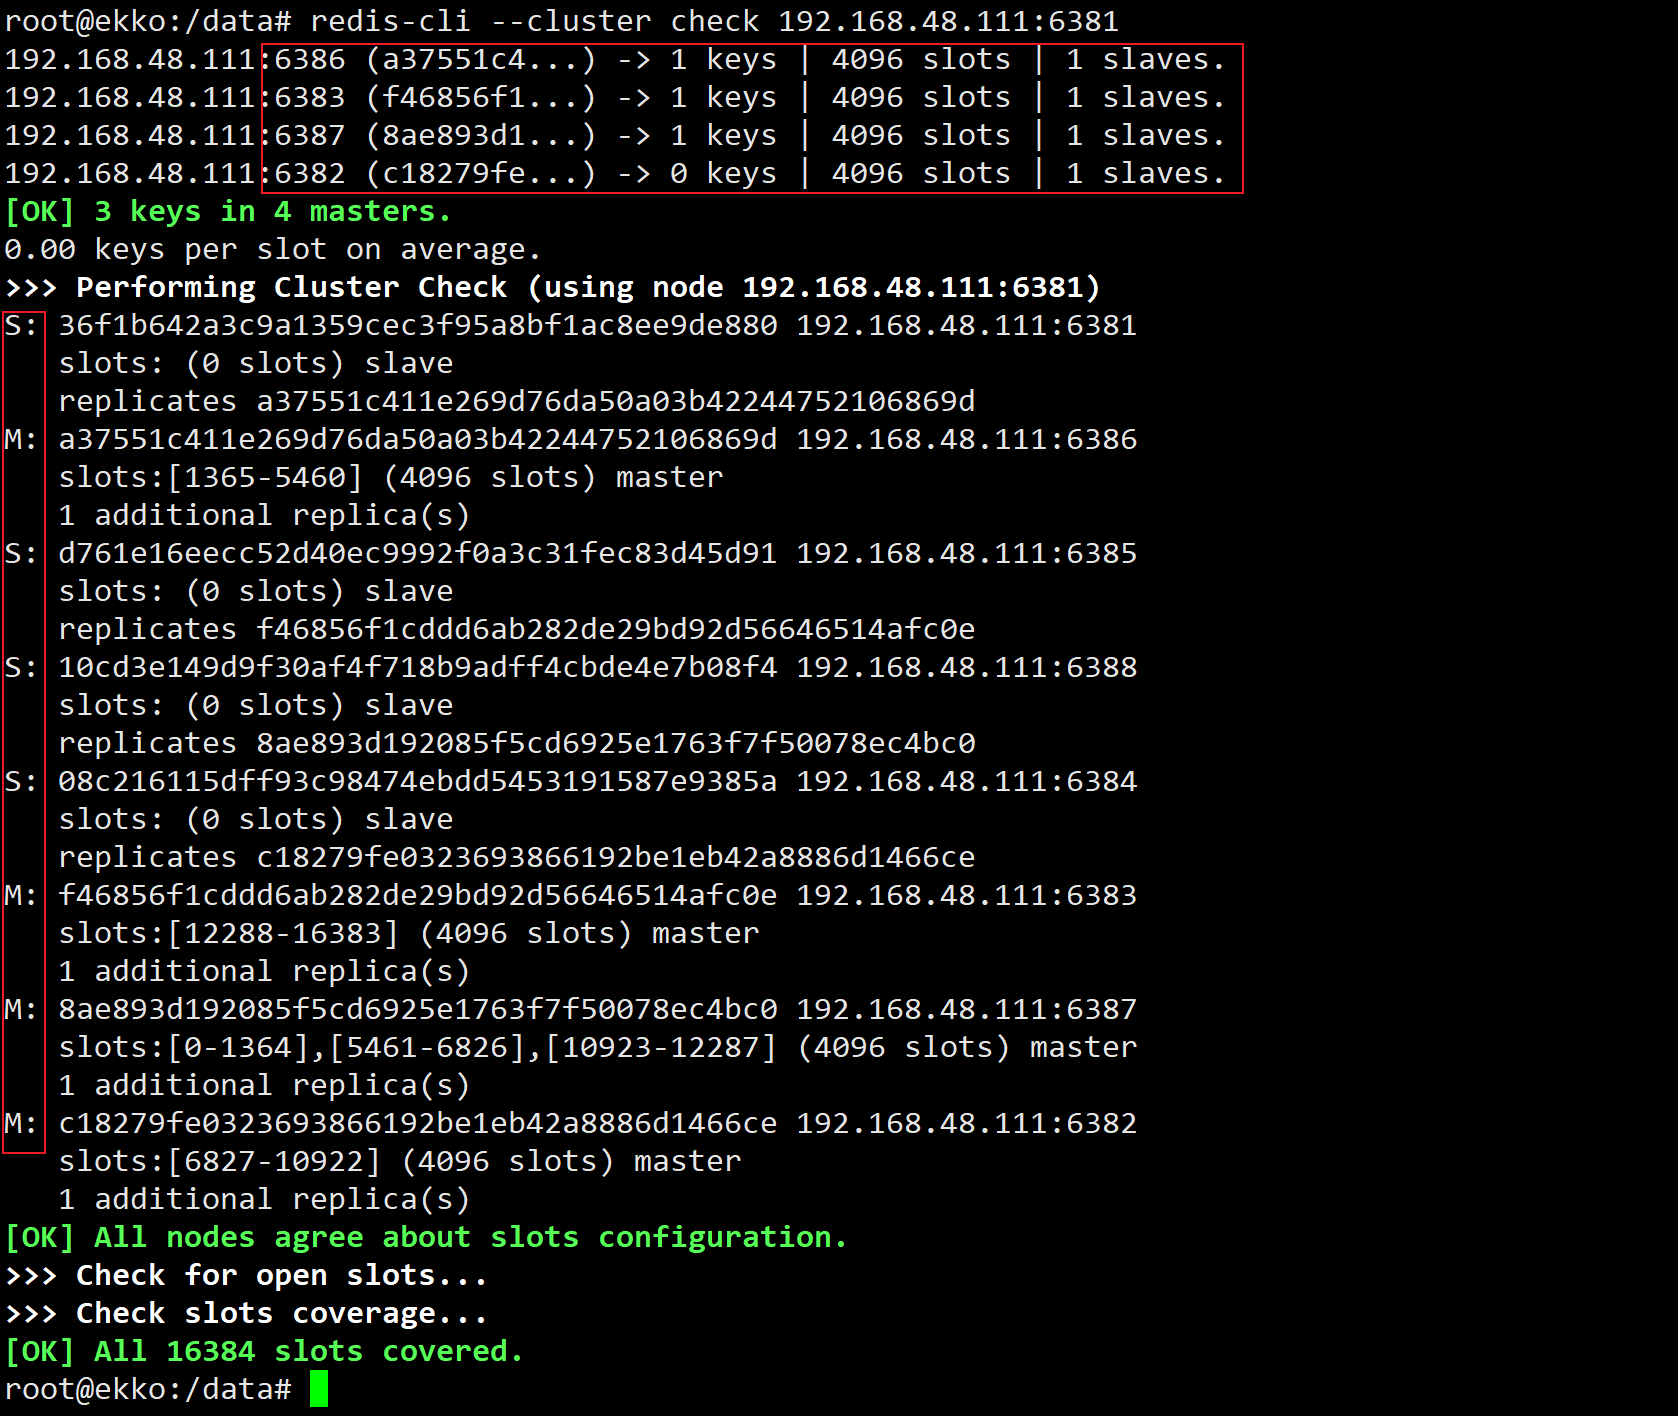 root@ekko:/data# redis-cli --cluster check 192.168.48.111:6381
192.168.48.111:6386 (a37551c4...) -> 1 keys | 4096 slots | 1 slaves.
192.168.48.111:6383 (f46856f1...) -> 1 keys | 4096 slots | 1 slaves.
192.168.48.111:6387 (8ae893d1...) -> 1 keys | 4096 slots | 1 slaves.
192.168.48.111:6382 (c18279fe...) -> 0 keys | 4096 slots | 1 slaves.
[OK] 3 keys in 4 masters.
0.00 keys per slot on average.
>>> Performing Cluster Check (using node 192.168.48.111:6381)
S: 36f1b642a3c9a1359cec3f95a8bf1ac8ee9de880 192.168.48.111:6381
slots: (0 slots) slave
replicates a37551c411e269d76da50a03b42244752106869d
M: a37551c411e269d76da50a03b42244752106869d 192.168.48.111:6386
slots:[1365-5460] (4096 slots) master
1 additional replica(s)
S: d761e16eecc52d40ec9992f0a3c31fec83d45d91 192.168.48.111:6385
slots: (0 slots) slave
replicates f46856f1cddd6ab282de29bd92d56646514afc0e
S: 10cd3e149d9f30af4f718b9adff4cbde4e7b08f4 192.168.48.111:6388
slots: (0 slots) slave
replicates 8ae893d192085f5cd6925e1763f7f50078ec4bc0
S: 08c216115dff93c98474ebdd5453191587e9385a 192.168.48.111:6384
slots: (0 slots) slave
replicates c18279fe0323693866192be1eb42a8886d1466ce
M: f46856f1cddd6ab282de29bd92d56646514afc0e 192.168.48.111:6383
slots:[12288-16383] (4096 slots) master
1 additional replica(s)
M: 8ae893d192085f5cd6925e1763f7f50078ec4bc0 192.168.48.111:6387
slots:[0-1364],[5461-6826],[10923-12287] (4096 slots) master
1 additional replica(s)
M: c18279fe0323693866192be1eb42a8886d1466ce 192.168.48.111:6382
slots:[6827-10922] (4096 slots) master
1 additional replica(s)
[OK] All nodes agree about slots configuration.
>>> Check for open slots...
>>> Check slots coverage...
[OK] All 16384 slots covered.
root@ekko:/data#